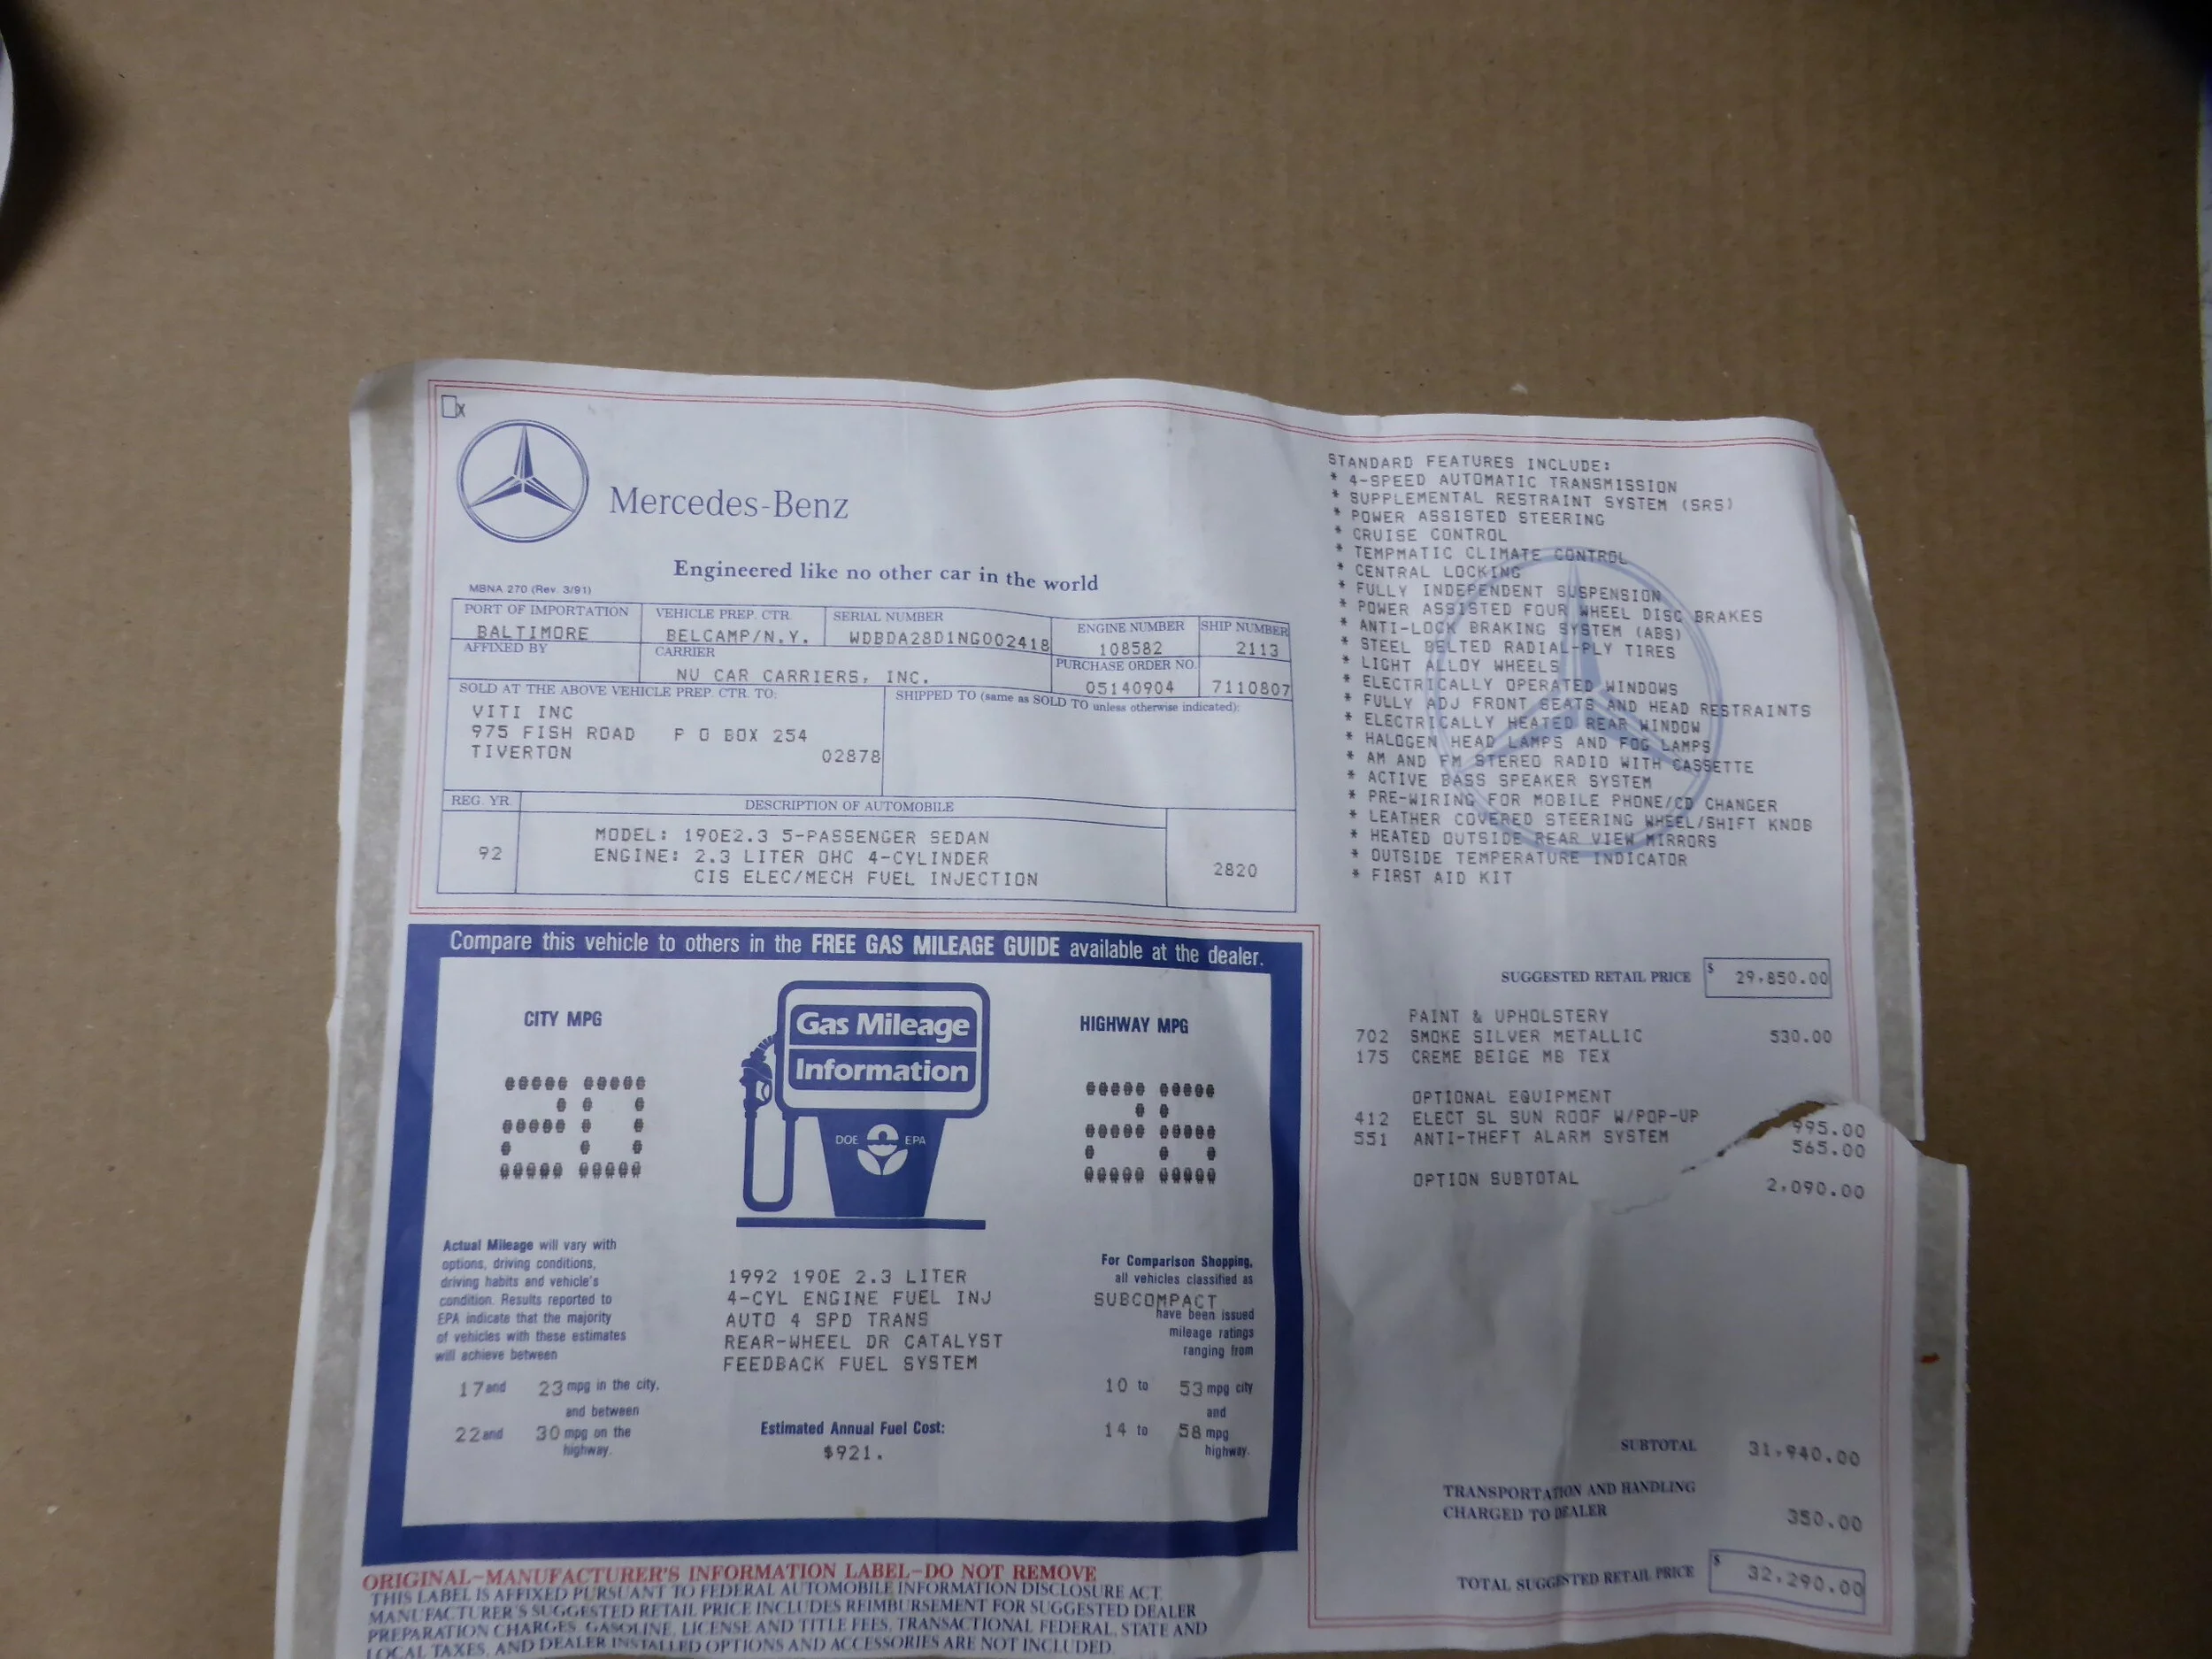 x
Mercedes-Benz
Engineered like no other car in the world
MBNA 270 (Rev. 3/91)
PORT OF IMPORTATION VEHICLE PREP. CTR. SERIAL NUMBER ENGINE NUMBER SHIP NUMBER
BALTIMORE BELCAMP/N.Y. WDBDA28D1NG002418 108582 2113
AFFIXED BY CARRIER PURCHASE ORDER NO.
NU CAR CARRIERS, INC. 05140904 7110807
SOLD AT THE ABOVE VEHICLE PREP. CTR. TO: SHIPPED TO (same as SOLD TO unless otherwise indicated):
VITI INC
975 FISH ROAD P O BOX 254
TIVERTON 02878
REG. YR. DESCRIPTION OF AUTOMOBILE
MODEL: 190E2.3 5-PASSENGER SEDAN
92 ENGINE: 2.3 LITER OHC 4-CYLINDER
CIS ELEC/MECH FUEL INJECTION 2820
Compare this vehicle to others in the FREE GAS MILEAGE GUIDE available at the dealer.
CITY MPG
20
Gas Mileage
Information
DOE EPA
HIGHWAY MPG
26
Actual Mileage will vary with
options, driving conditions,
driving habits and vehicle's
condition. Results reported to
EPA indicate that the majority
of vehicles with these estimates
will achieve between
17 and 23 mpg in the city,
and between
22 and 30 mpg on the
highway.
1992 190E 2.3 LITER
4-CYL ENGINE FUEL INJ
AUTO 4 SPD TRANS
REAR-WHEEL DR CATALYST
FEEDBACK FUEL SYSTEM
Estimated Annual Fuel Cost:
$921.
For Comparison Shopping,
all vehicles classified as
SUBCOMPACT
have been issued
mileage ratings
ranging from
10 to 53 mpg city
and
14 to 58 mpg
highway.
ORIGINAL-MANUFACTURER'S INFORMATION LABEL-DO NOT REMOVE
THIS LABEL IS AFFIXED PURSUANT TO FEDERAL AUTOMOBILE INFORMATION DISCLOSURE ACT.
MANUFACTURER'S SUGGESTED RETAIL PRICE INCLUDES REIMBURSEMENT FOR SUGGESTED DEALER
PREPARATION CHARGES. GASOLINE, LICENSE AND TITLE FEES, TRANSACTIONAL FEDERAL, STATE AND
LOCAL TAXES, AND DEALER INSTALLED OPTIONS AND ACCESSORIES ARE NOT INCLUDED.
STANDARD FEATURES INCLUDE:
* 4-SPEED AUTOMATIC TRANSMISSION
* SUPPLEMENTAL RESTRAINT SYSTEM (SRS)
* POWER ASSISTED STEERING
* CRUISE CONTROL
* TEMPMATIC CLIMATE CONTROL
* CENTRAL LOCKING
* FULLY INDEPENDENT SUSPENSION
* POWER ASSISTED FOUR WHEEL DISC BRAKES
* ANTI-LOCK BRAKING SYSTEM (ABS)
* STEEL BELTED RADIAL-PLY TIRES
* LIGHT ALLOY WHEELS
* ELECTRICALLY OPERATED WINDOWS
* FULLY ADJ FRONT SEATS AND HEAD RESTRAINTS
* ELECTRICALLY HEATED REAR WINDOW
* HALOGEN HEAD LAMPS AND FOG LAMPS
* AM AND FM STEREO RADIO WITH CASSETTE
* ACTIVE BASS SPEAKER SYSTEM
* PRE-WIRING FOR MOBILE PHONE/CD CHANGER
* LEATHER COVERED STEERING WHEEL/SHIFT KNOB
* HEATED OUTSIDE REAR VIEW MIRRORS
* OUTSIDE TEMPERATURE INDICATOR
* FIRST AID KIT
SUGGESTED RETAIL PRICE $ 29,850.00
PAINT & UPHOLSTERY
702 SMOKE SILVER METALLIC 530.00
175 CREME BEIGE MB TEX
OPTIONAL EQUIPMENT
412 ELECT SL SUN ROOF W/POP-UP 995.00
551 ANTI-THEFT ALARM SYSTEM 565.00
OPTION SUBTOTAL 2,090.00
SUBTOTAL 31,940.00
TRANSPORTATION AND HANDLING
CHARGED TO DEALER 350.00
TOTAL SUGGESTED RETAIL PRICE $ 32,290.00